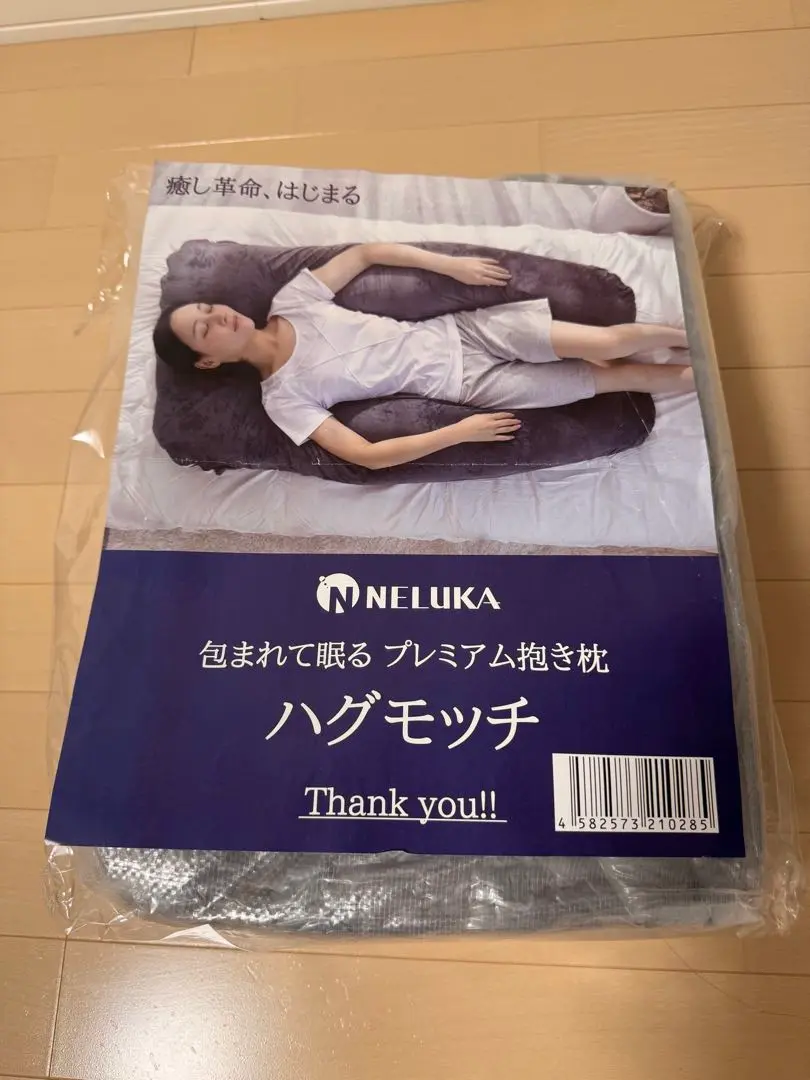 癒し革命、はじまる
NELUKA
包まれて眠る プレミアム抱き枕
ハグモッチ
Thank you!!
4 582573 210285